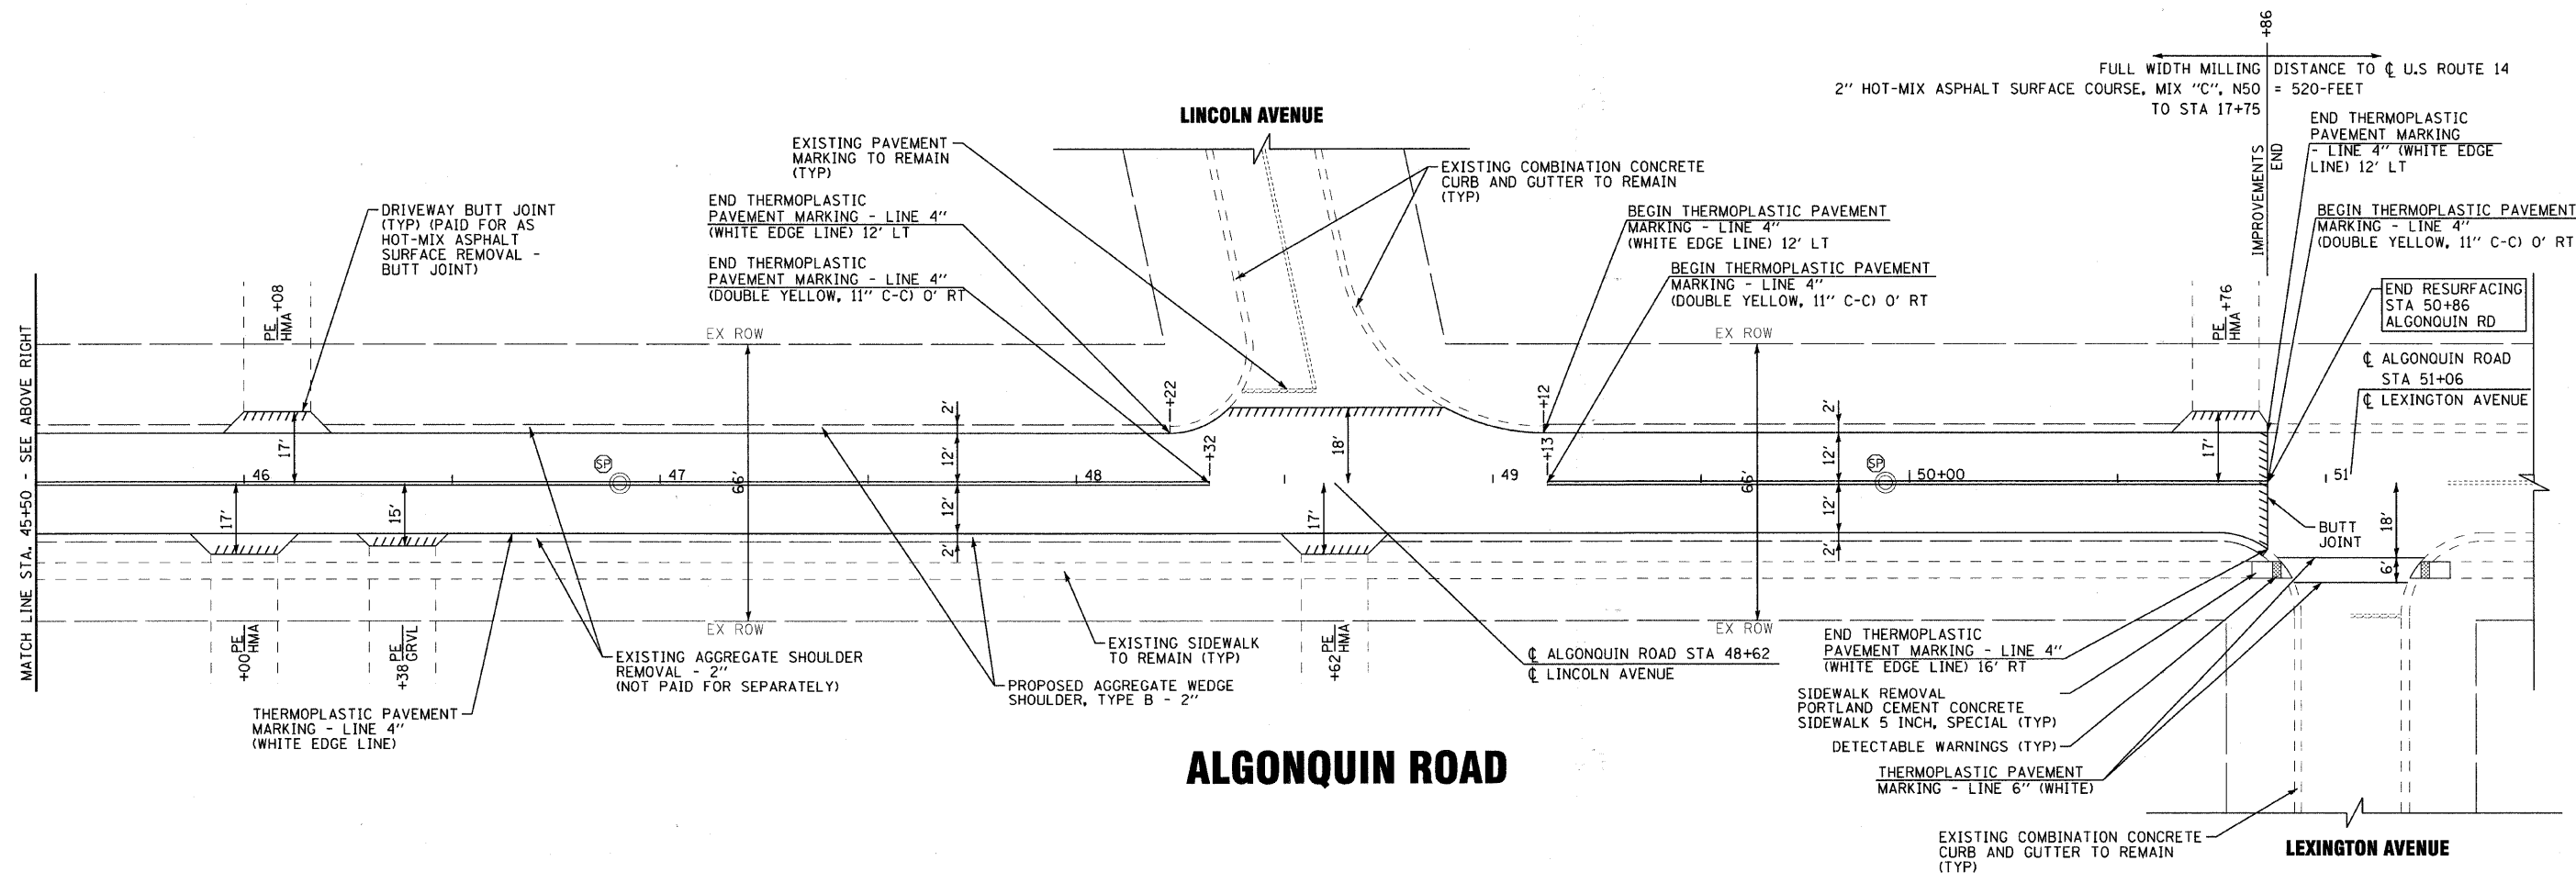 +86
FULL WIDTH MILLING
DISTANCE TO ℄ U.S ROUTE 14
2" HOT-MIX ASPHALT SURFACE COURSE, MIX "C", N50
= 520-FEET
TO STA 17+75
LINCOLN AVENUE
END THERMOPLASTIC
PAVEMENT MARKING
- LINE 4" (WHITE EDGE
LINE) 12' LT
IMPROVEMENTS
END
EXISTING PAVEMENT
MARKING TO REMAIN
(TYP)
EXISTING COMBINATION CONCRETE
CURB AND GUTTER TO REMAIN
(TYP)
DRIVEWAY BUTT JOINT
(TYP) (PAID FOR AS
HOT-MIX ASPHALT
SURFACE REMOVAL -
BUTT JOINT)
END THERMOPLASTIC
PAVEMENT MARKING - LINE 4"
(WHITE EDGE LINE) 12' LT
BEGIN THERMOPLASTIC PAVEMENT
MARKING - LINE 4"
(WHITE EDGE LINE) 12' LT
BEGIN THERMOPLASTIC PAVEMENT
MARKING - LINE 4"
(DOUBLE YELLOW, 11" C-C) 0' RT
END THERMOPLASTIC
PAVEMENT MARKING - LINE 4"
(DOUBLE YELLOW, 11" C-C) 0' RT
BEGIN THERMOPLASTIC PAVEMENT
MARKING - LINE 4"
(DOUBLE YELLOW, 11" C-C) 0' RT
END RESURFACING
STA 50+86
ALGONQUIN RD
MATCH LINE STA. 45+50 - SEE ABOVE RIGHT
PE
HMA
+08
EX ROW
EX ROW
PE
HMA
+76
℄ ALGONQUIN ROAD
STA 51+06
℄ LEXINGTON AVENUE
+22
+12
2'
2'
17'
12'
+32
18'
+13
12'
17'
SP
SP
46
47
48
49
50+00
51
66'
66'
17'
15'
12'
17'
12'
18'
2'
2'
6'
BUTT
JOINT
EX ROW
EX ROW
+00
PE
HMA
+38
PE
GRVL
+62
PE
HMA
EXISTING AGGREGATE SHOULDER
REMOVAL - 2"
(NOT PAID FOR SEPARATELY)
EXISTING SIDEWALK
TO REMAIN (TYP)
PROPOSED AGGREGATE WEDGE
SHOULDER, TYPE B - 2"
℄ ALGONQUIN ROAD STA 48+62
℄ LINCOLN AVENUE
END THERMOPLASTIC
PAVEMENT MARKING - LINE 4"
(WHITE EDGE LINE) 16' RT
SIDEWALK REMOVAL
PORTLAND CEMENT CONCRETE
SIDEWALK 5 INCH, SPECIAL (TYP)
THERMOPLASTIC PAVEMENT
MARKING - LINE 4"
(WHITE EDGE LINE)
ALGONQUIN ROAD
DETECTABLE WARNINGS (TYP)
THERMOPLASTIC PAVEMENT
MARKING - LINE 6" (WHITE)
EXISTING COMBINATION CONCRETE
CURB AND GUTTER TO REMAIN
(TYP)
LEXINGTON AVENUE